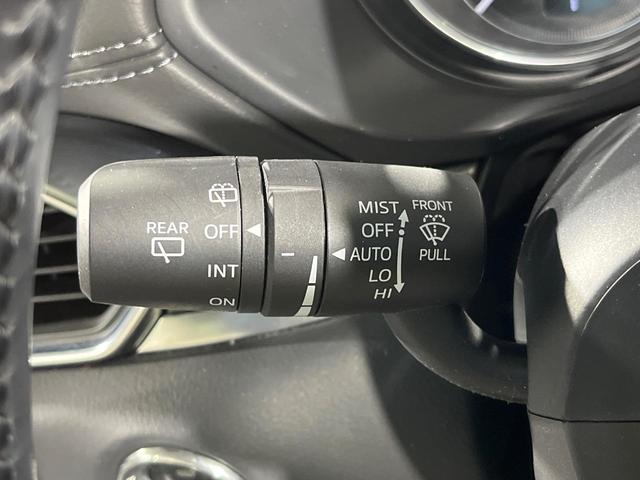 REAR
OFF
INT
ON
MIST
OFF
AUTO
LO
HI
FRONT
PULL